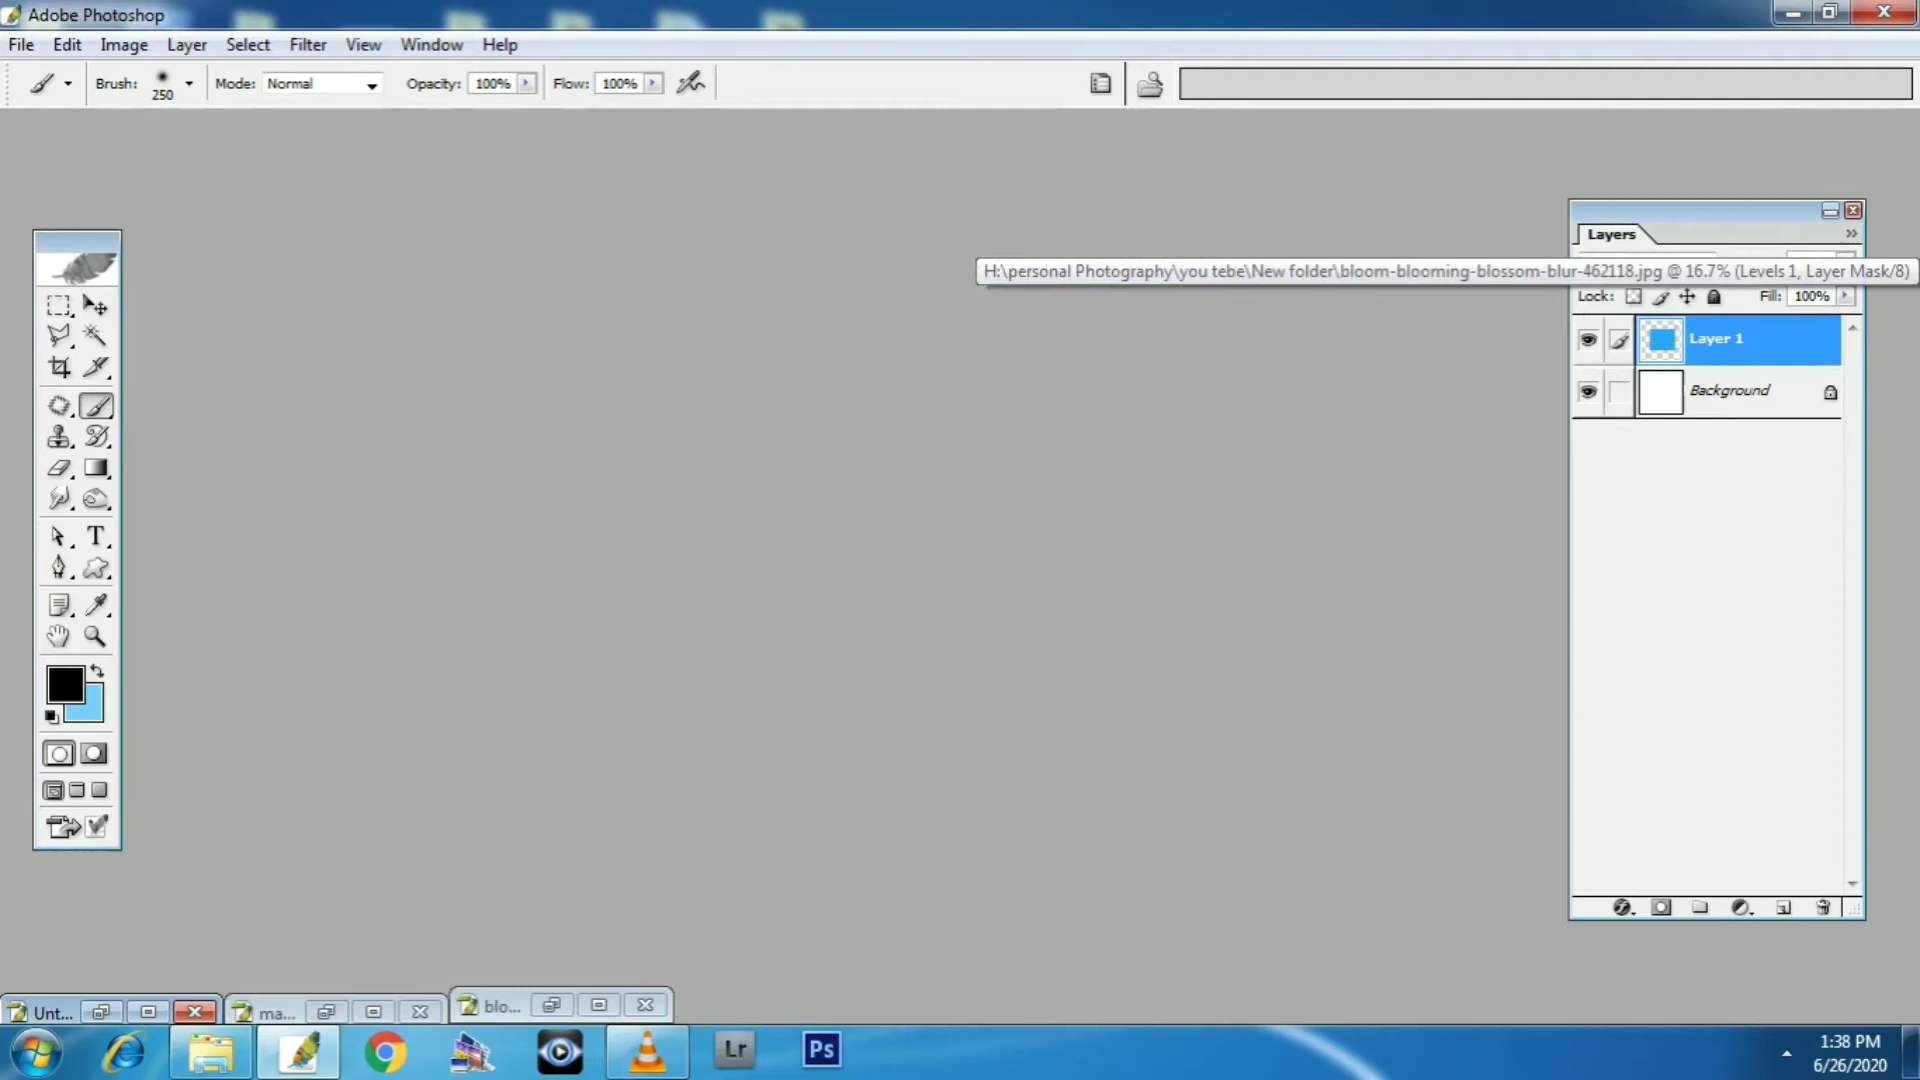 Adobe Photoshop
File Edit Image Layer Select Filter View Window Help
Brush: 250 Mode: Normal Opacity: 100% Flow: 100%
Layers
H:\personal Photography\you tebe\New folder\bloom-blooming-blossom-blur-462118.jpg @ 16.7% (Levels 1, Layer Mask/8)
Lock: Fill: 100%
Layer 1
Background
T
Unt... ma... blo...
Lr Ps
1:38 PM
6/26/2020